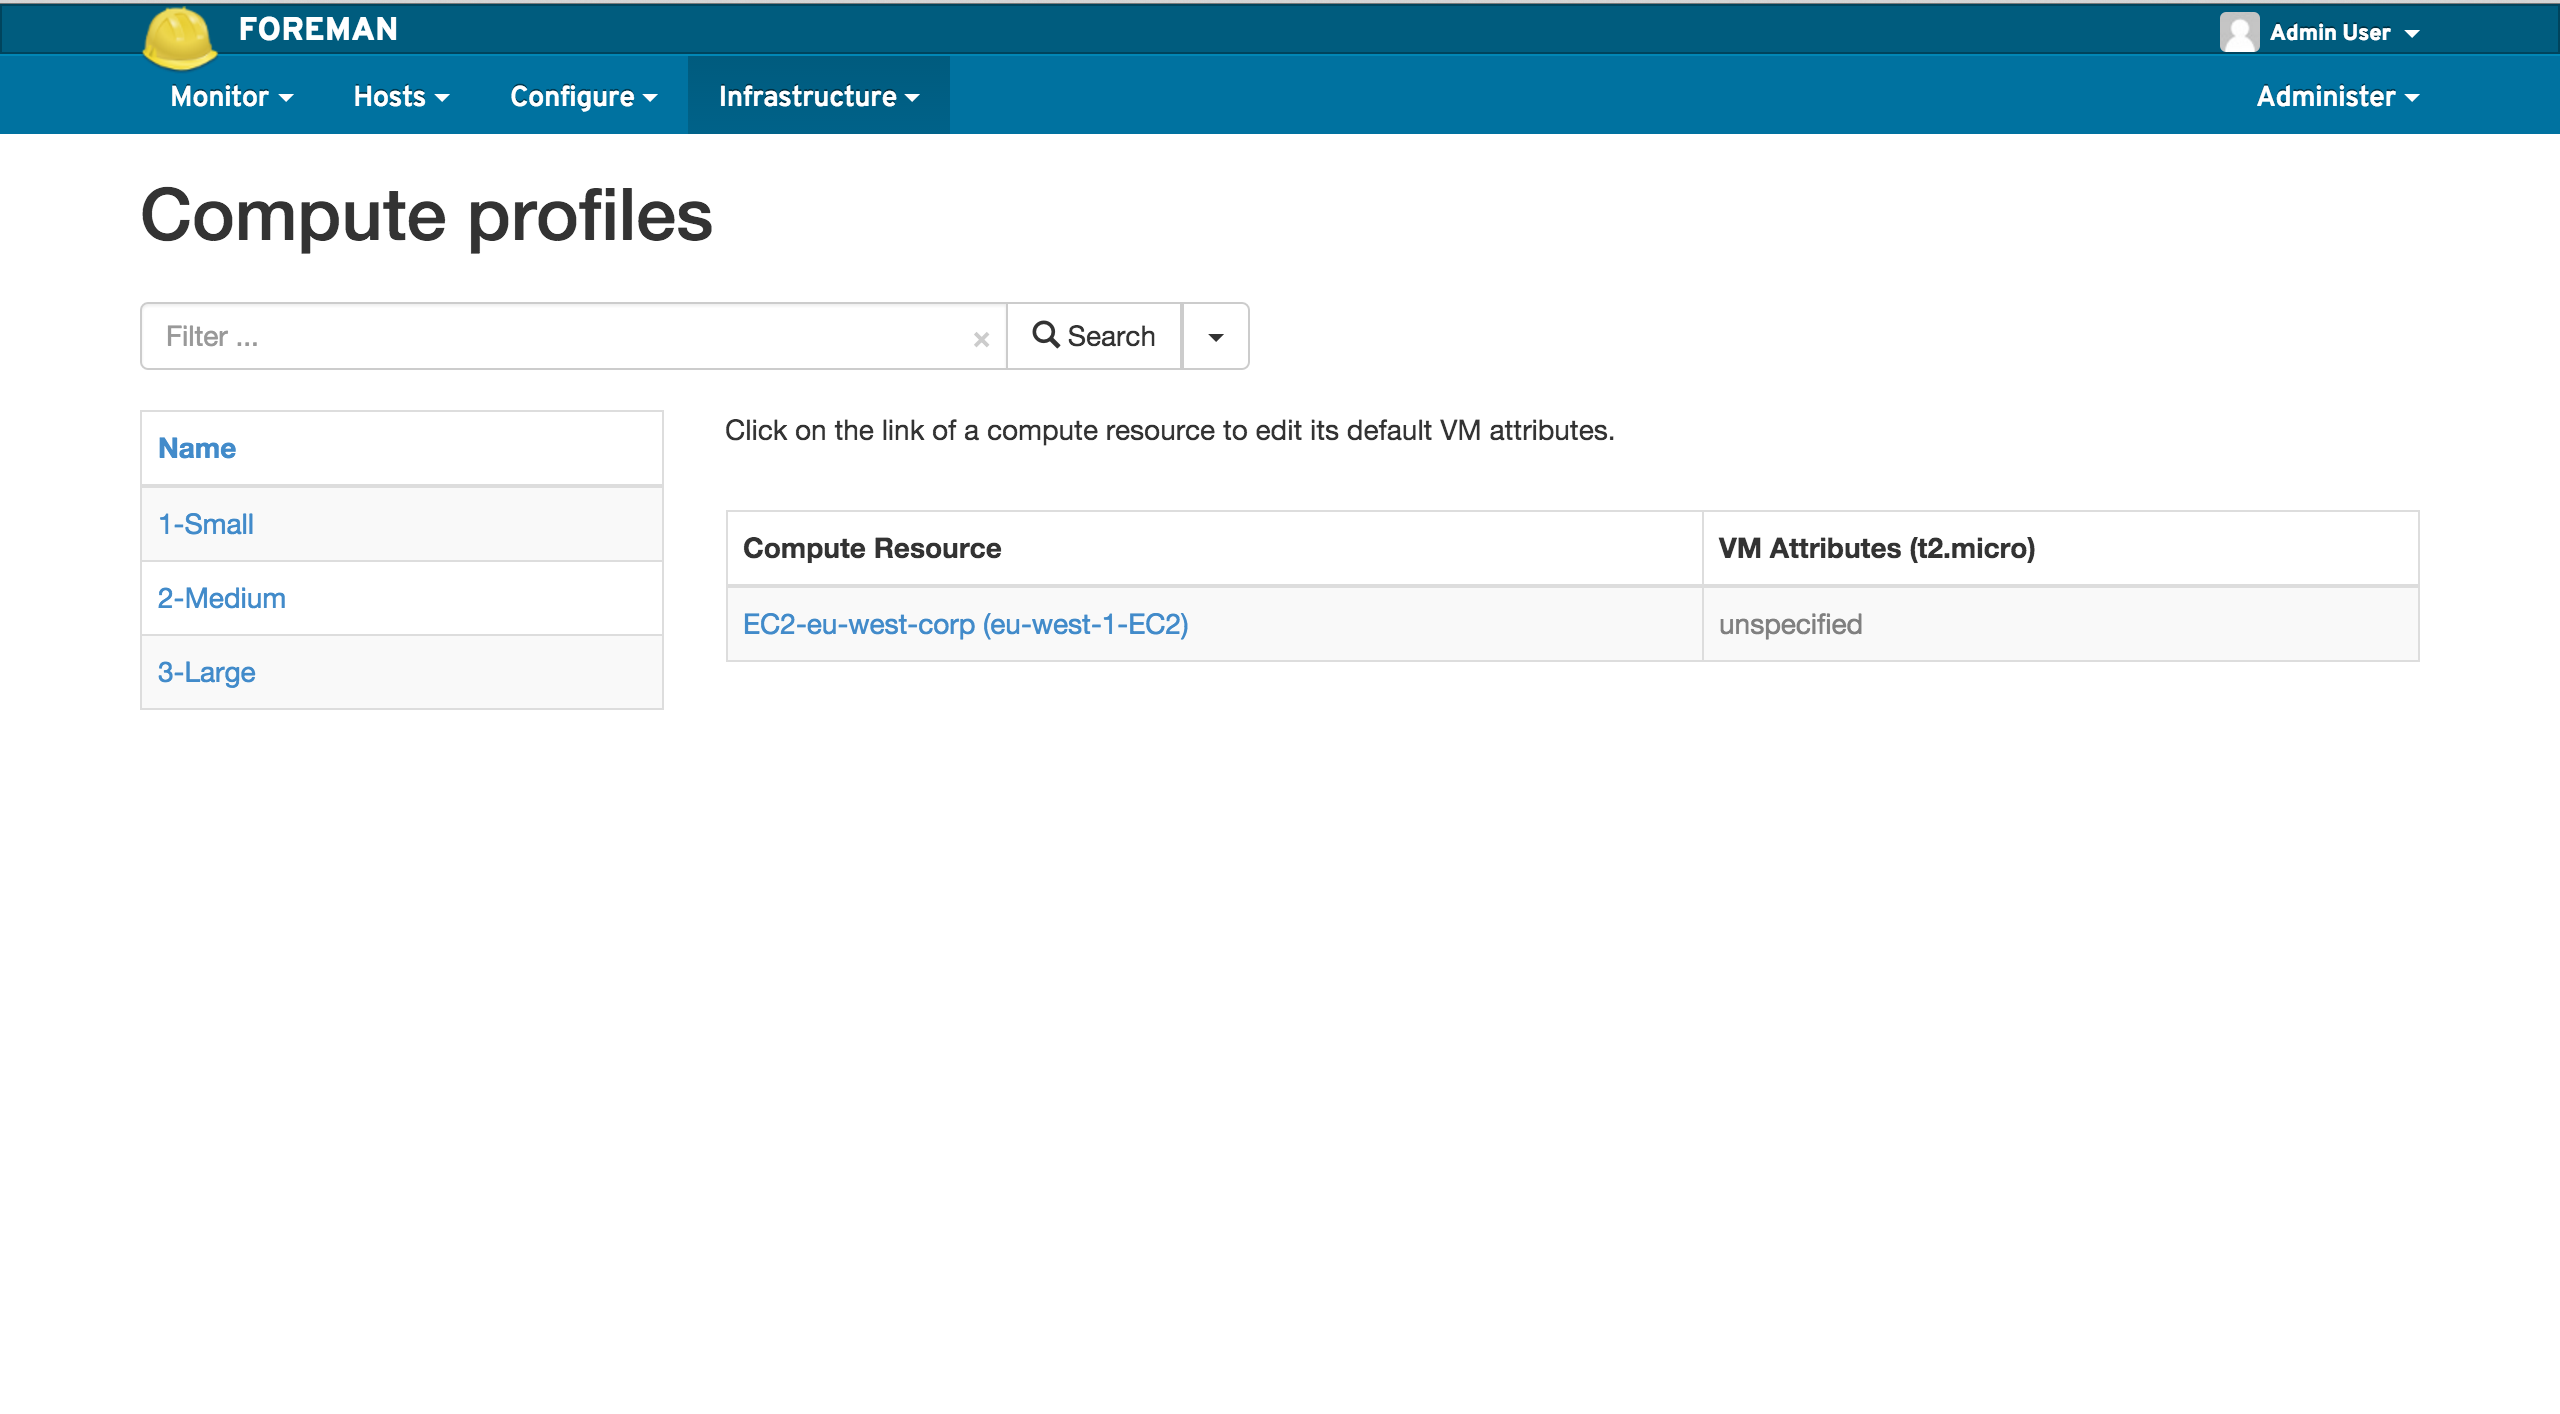 FOREMAN
Admin User
Monitor Hosts Configure Infrastructure Administer
Compute profiles
Filter ... × Search
Name
1-Small
2-Medium
3-Large
Click on the link of a compute resource to edit its default VM attributes.
Compute Resource VM Attributes (t2.micro)
EC2-eu-west-corp (eu-west-1-EC2) unspecified